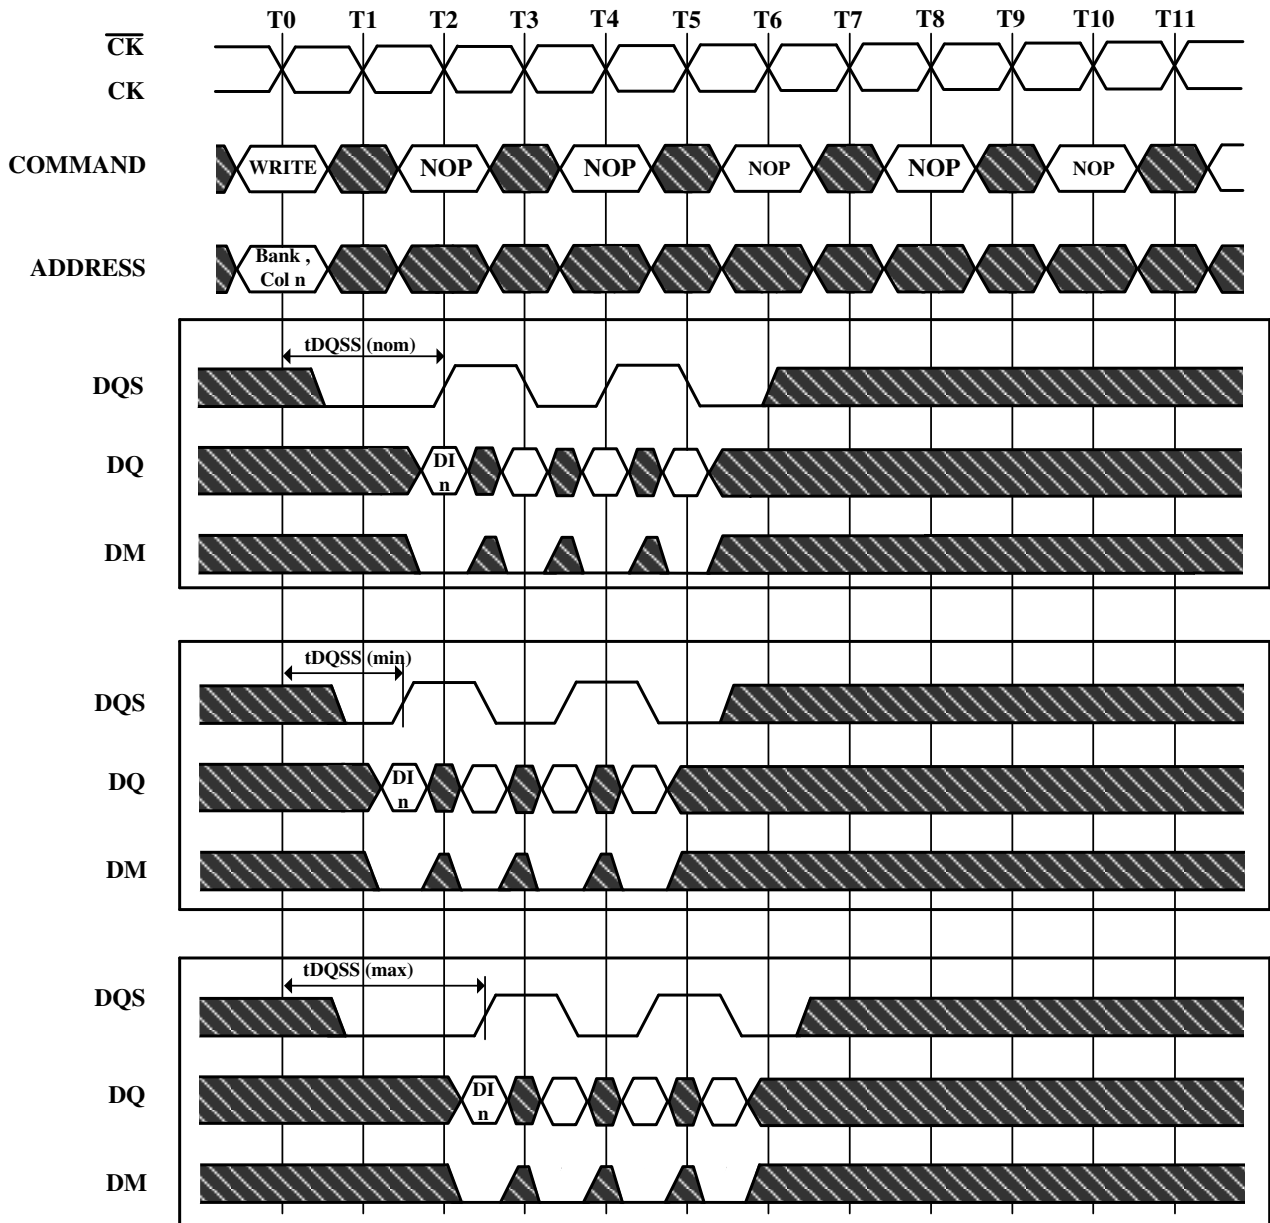 T0 T1 T2 T3 T4 T5 T6 T7 T8 T9 T10 T11
CK
CK
COMMAND WRITE NOP NOP NOP NOP NOP
ADDRESS Bank ,
Col n
tDQSS (nom)
DQS
DQ DI
n
DM
tDQSS (min)
DQS
DQ DI
n
DM
tDQSS (max)
DQS
DQ DI
n
DM